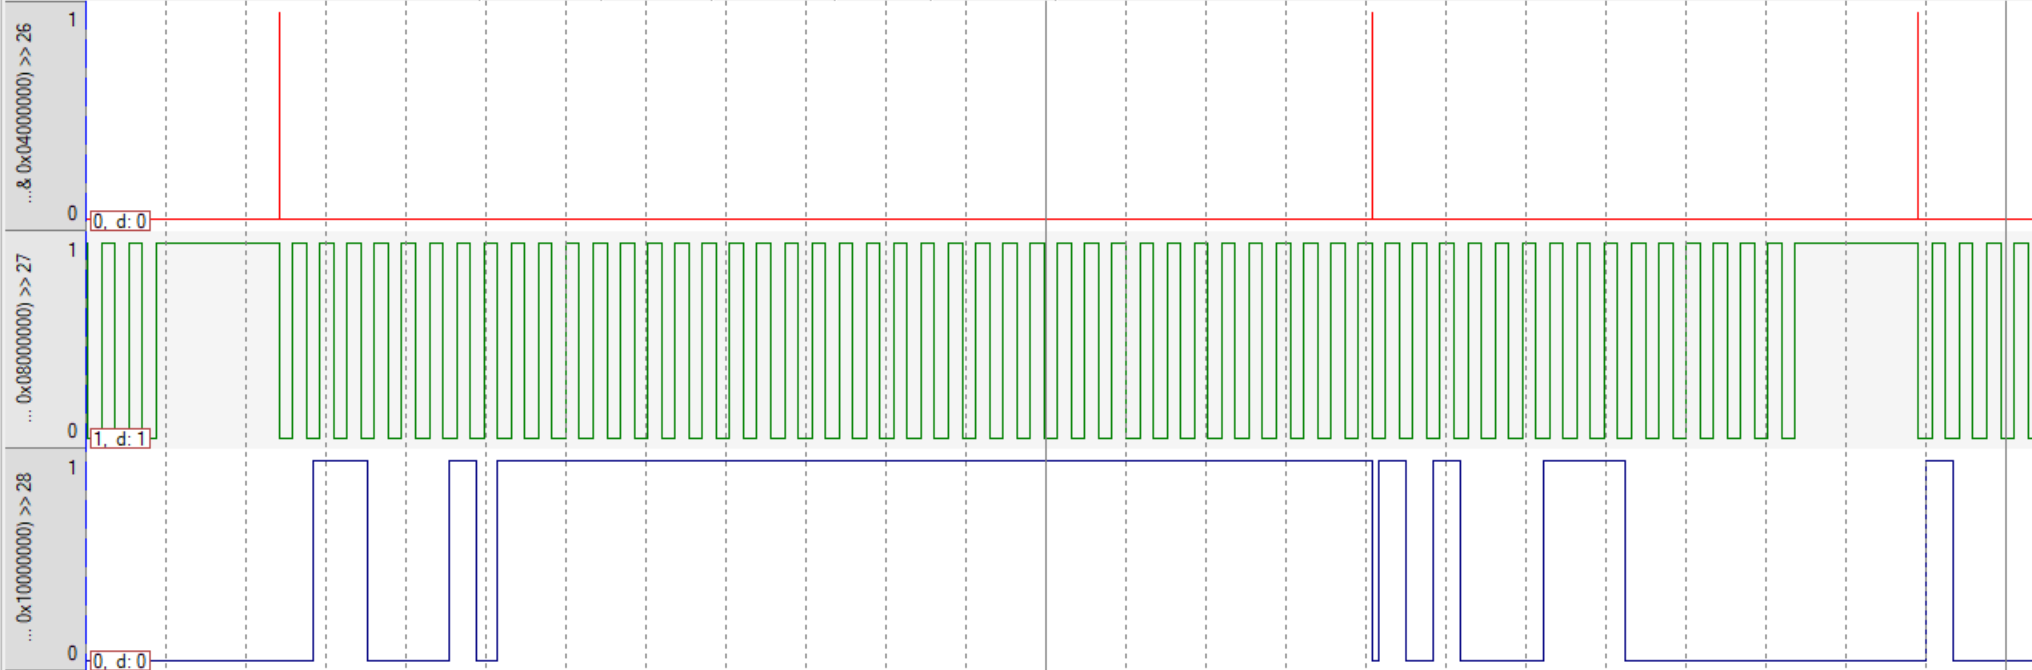 ...& 0x04000000) >> 26
1
0
0, d: 0
... 0x08000000) >> 27
1
0
1, d: 1
... 0x10000000) >> 28
1
0
0, d: 0